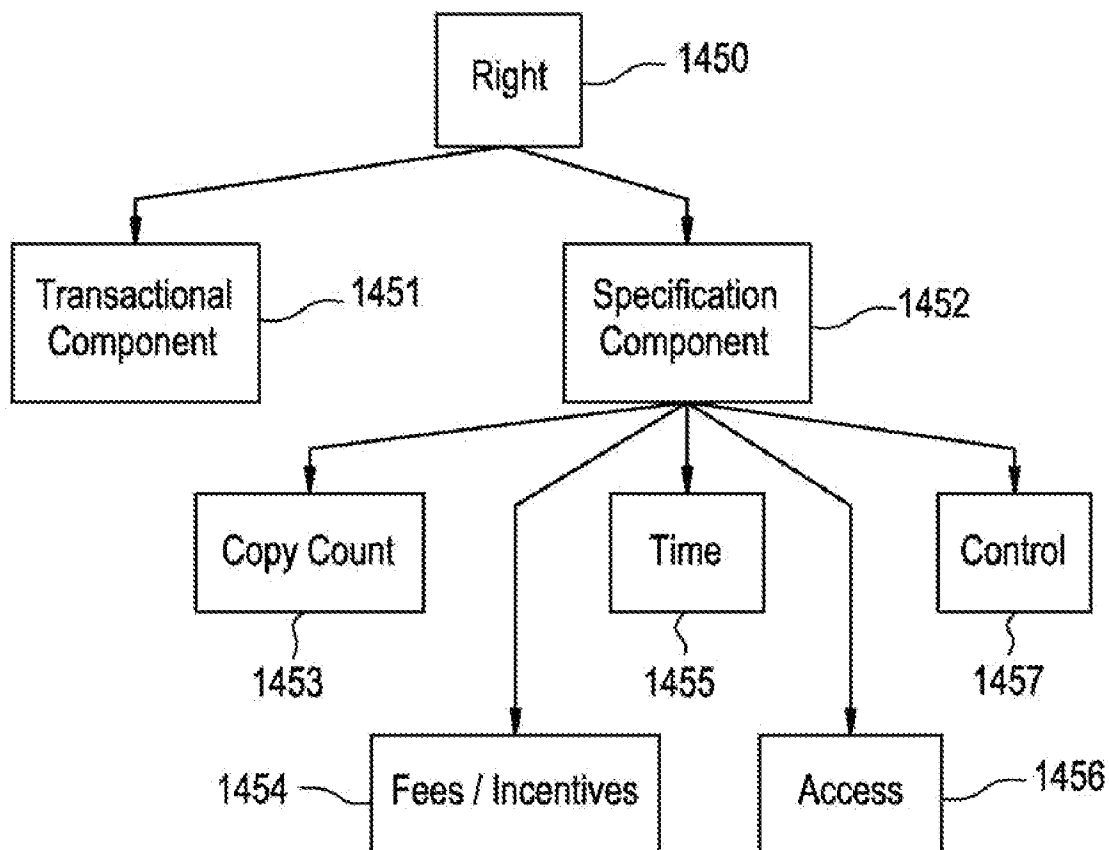 Right
1450
Transactional
Component
1451
Specification
Component
1452
Copy Count
1453
Time
1455
Control
1457
1454
Fees / Incentives
Access
1456